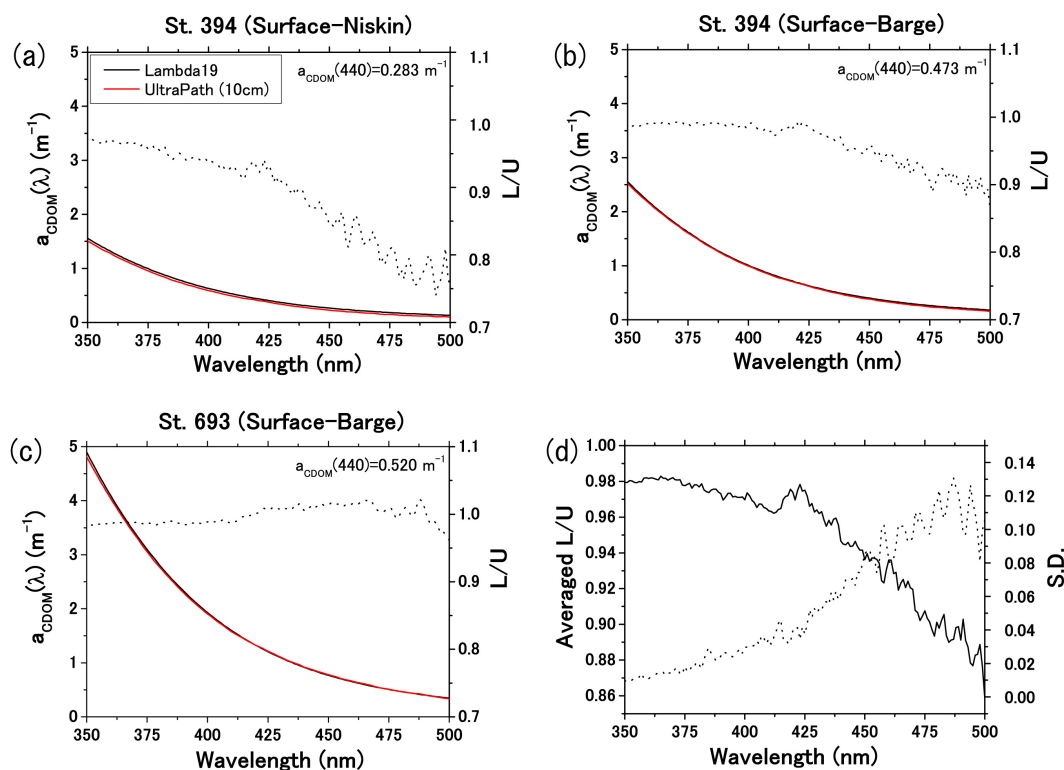 St. 394 (Surface-Niskin)
(a)
Lambda19
UltraPath (10cm)
a_CDOM(440)=0.283 m⁻¹
a_CDOM(λ) (m⁻¹)
5
4
3
2
1
0
L/U
1.1
1.0
0.9
0.8
0.7
350 375 400 425 450 475 500
Wavelength (nm)
St. 394 (Surface-Barge)
(b)
a_CDOM(440)=0.473 m⁻¹
a_CDOM(λ) (m⁻¹)
5
4
3
2
1
0
L/U
1.1
1.0
0.9
0.8
0.7
350 375 400 425 450 475 500
Wavelength (nm)
St. 693 (Surface-Barge)
(c)
a_CDOM(440)=0.520 m⁻¹
a_CDOM(λ) (m⁻¹)
5
4
3
2
1
0
L/U
1.1
1.0
0.9
0.8
0.7
350 375 400 425 450 475 500
Wavelength (nm)
(d)
Averaged L/U
1.00
0.98
0.96
0.94
0.92
0.90
0.88
0.86
S.D.
0.14
0.12
0.10
0.08
0.06
0.04
0.02
0.00
350 375 400 425 450 475 500
Wavelength (nm)